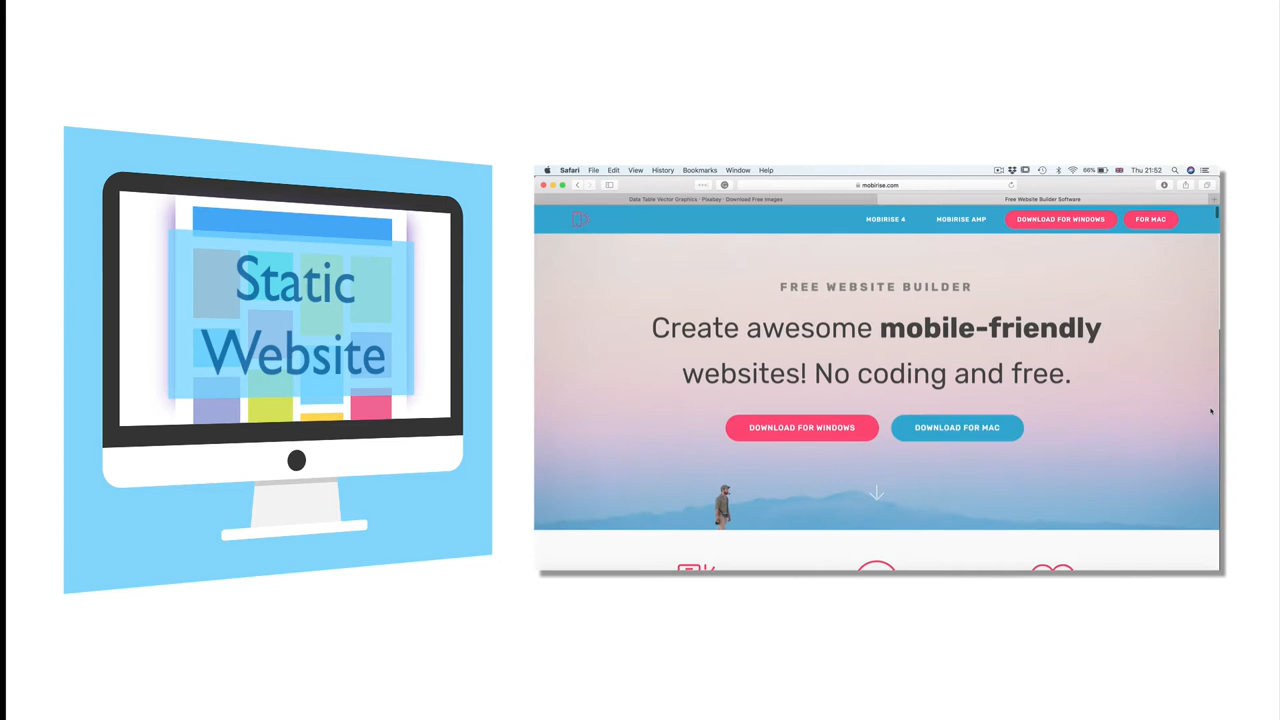 Static
Website
Safari File Edit View History Bookmarks Window Help
66% Thu 21:52
mobirise.com
Data Table Vector Graphics · Pixabay · Download Free Images
Free Website Builder Software
MOBIRISE 4 MOBIRISE AMP DOWNLOAD FOR WINDOWS FOR MAC
FREE WEBSITE BUILDER
Create awesome mobile-friendly
websites! No coding and free.
DOWNLOAD FOR WINDOWS DOWNLOAD FOR MAC